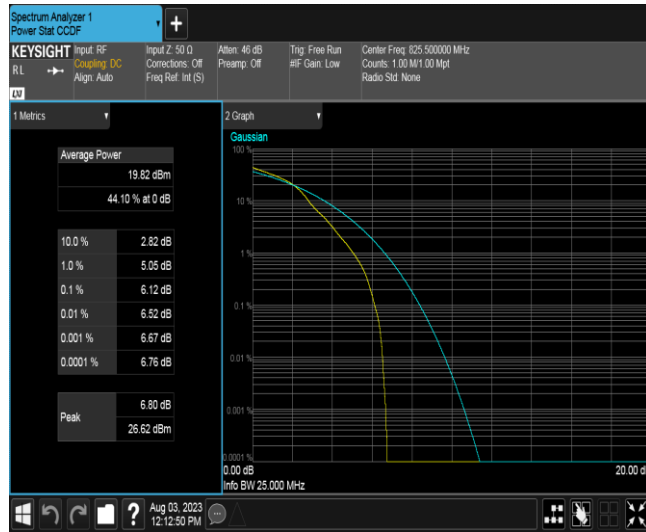 Spectrum Analyzer 1
Power Stat CCDF
+
KEYSIGHT
RL
LXI
Input: RF
Coupling: DC
Align: Auto
Input Z: 50 Ω
Corrections: Off
Freq Ref: Int (S)
Atten: 46 dB
Preamp: Off
Trig: Free Run
#IF Gain: Low
Center Freq: 825.500000 MHz
Counts: 1.00 M/1.00 Mpt
Radio Std: None
1 Metrics
Average Power
19.82 dBm
44.10 % at 0 dB
10.0 % 2.82 dB
1.0 % 5.05 dB
0.1 % 6.12 dB
0.01 % 6.52 dB
0.001 % 6.67 dB
0.0001 % 6.76 dB
Peak
6.80 dB
26.62 dBm
2 Graph
Gaussian
100 %
10 %
1 %
0.1 %
0.01 %
0.001 %
0.0001 %
0.00 dB
20.00 d
Info BW 25.000 MHz
?
Aug 03, 2023
12:12:50 PM